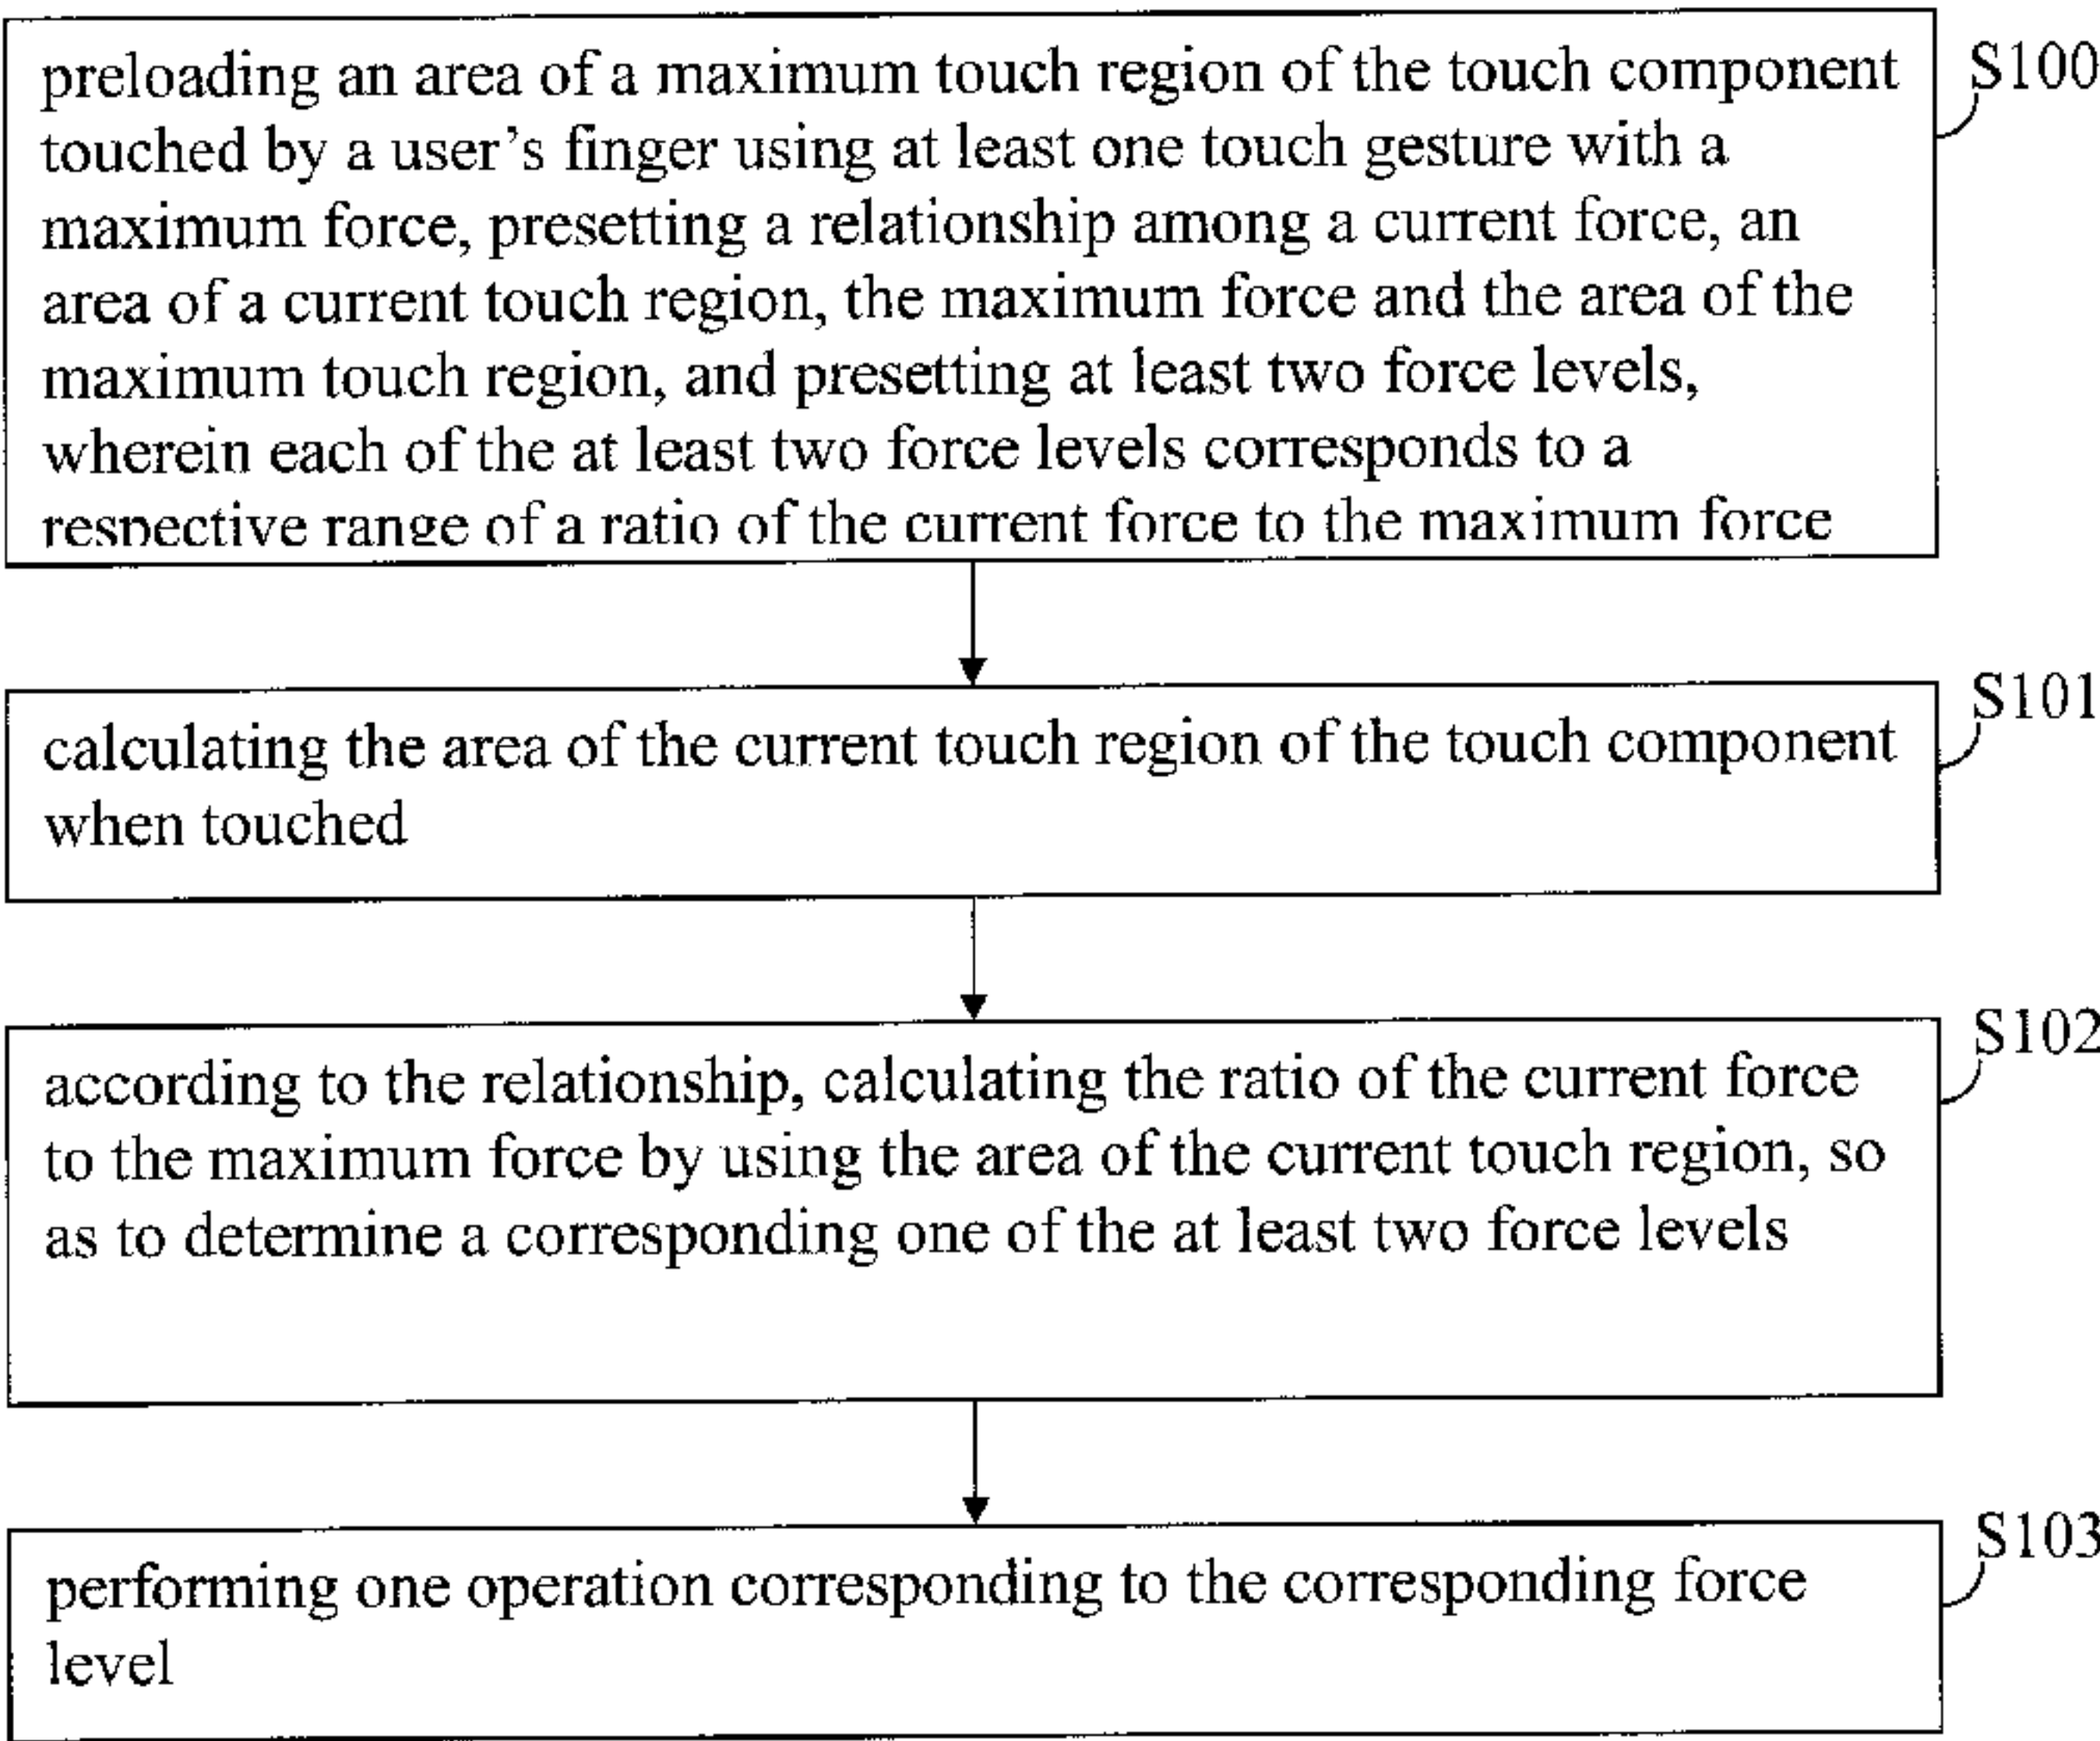 preloading an area of a maximum touch region of the touch component
S100
touched by a user's finger using at least one touch gesture with a
maximum force, presetting a relationship among a current force, an
area of a current touch region, the maximum force and the area of the
maximum touch region, and presetting at least two force levels,
wherein each of the at least two force levels corresponds to a
respective range of a ratio of the current force to the maximum force
S101
calculating the area of the current touch region of the touch component
when touched
S102
according to the relationship, calculating the ratio of the current force
to the maximum force by using the area of the current touch region, so
as to determine a corresponding one of the at least two force levels
S103
performing one operation corresponding to the corresponding force
level